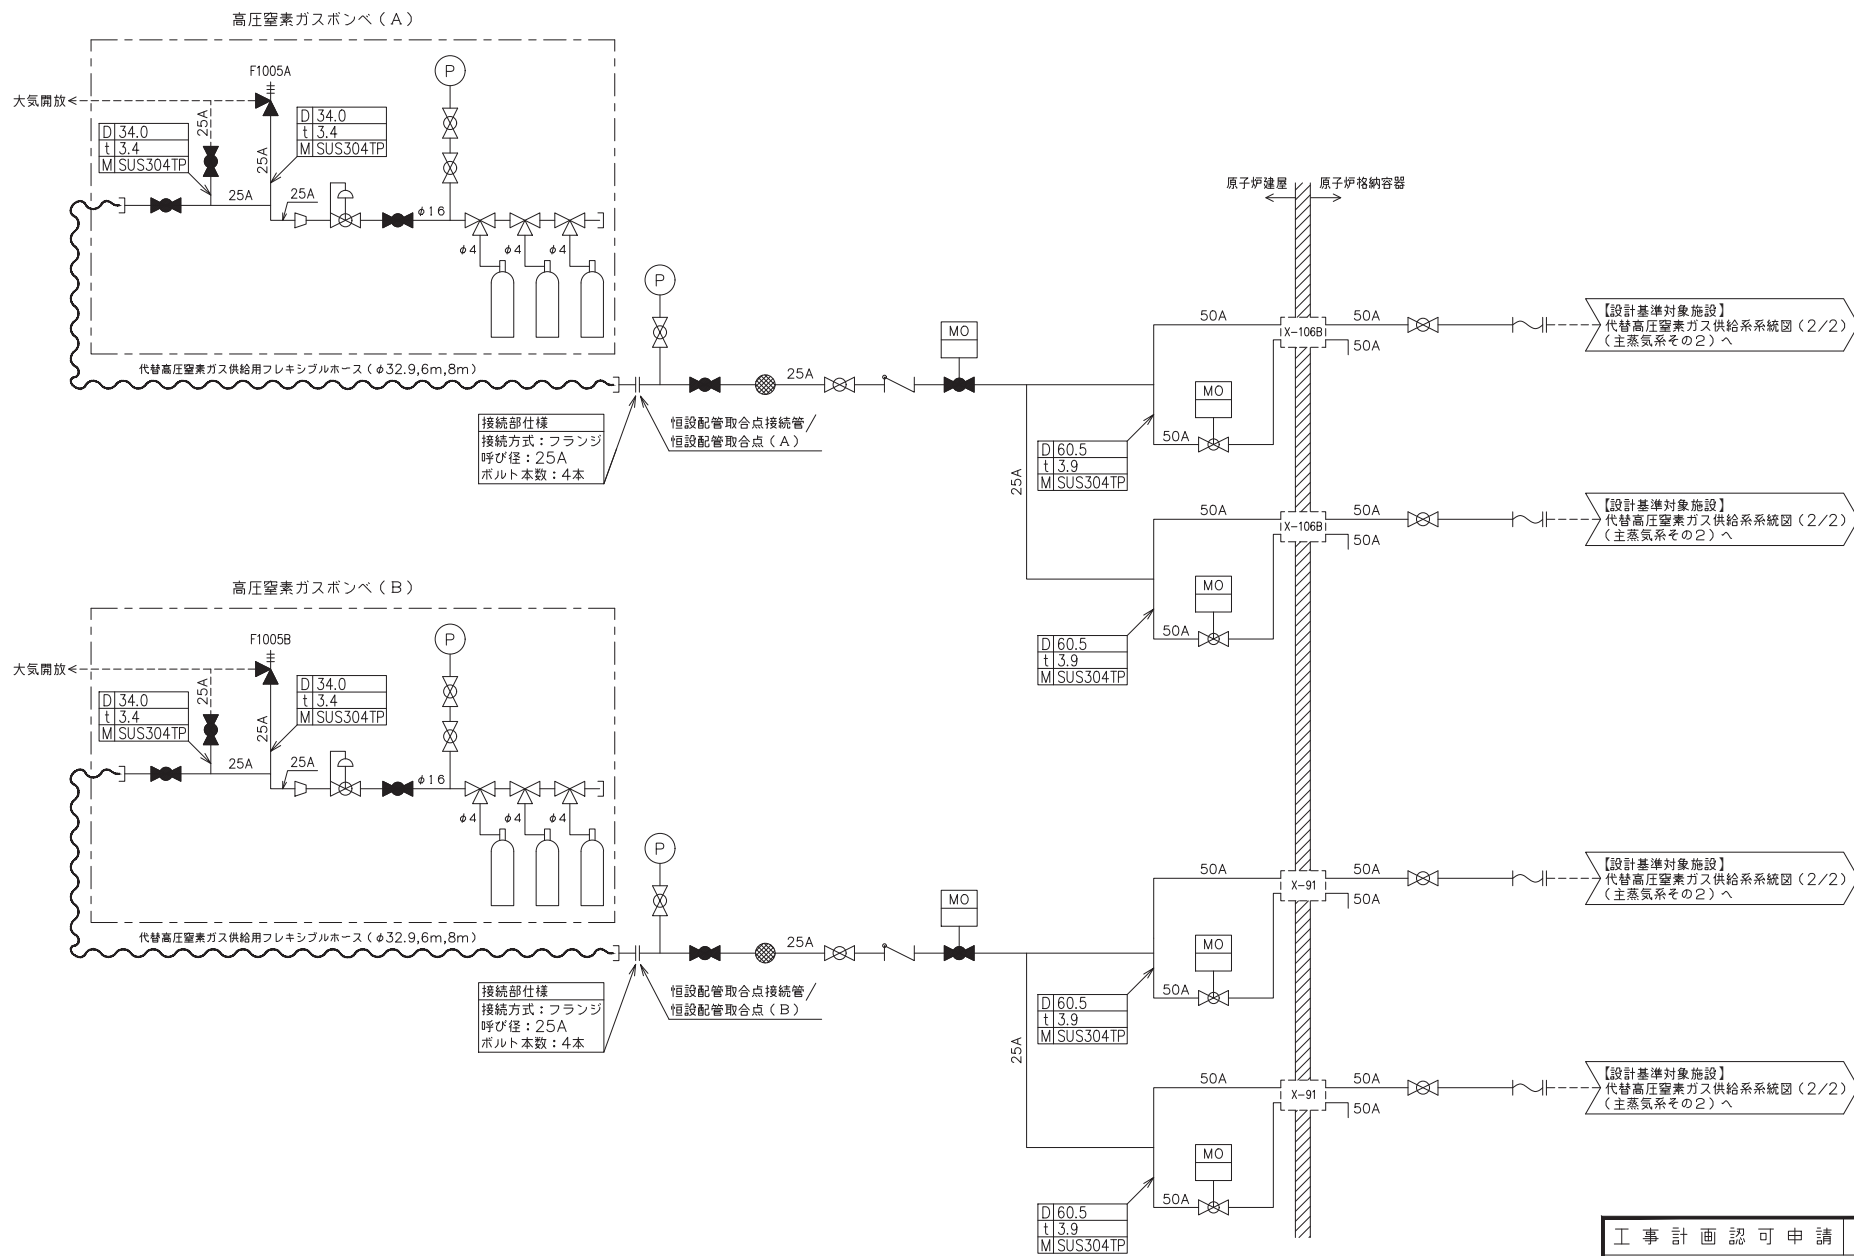 高圧窒素ガスボンベ(A)
F1005A
P
大気開放
D 34.0
t 3.4
M SUS304TP
25A
25A
D 34.0
t 3.4
M SUS304TP
25A
25A
φ16
φ4
φ4
φ4
代替高圧窒素ガス供給用フレキシブルホース(φ32.9,6m,8m)
P
接続部仕様
接続方式:フランジ
呼び径:25A
ボルト本数:4本
恒設配管取合点接続管/
恒設配管取合点(A)
25A
MO
25A
原子炉建屋
原子炉格納容器
50A
X-106B
50A
50A
MO
50A
D 60.5
t 3.9
M SUS304TP
【設計基準対象施設】
代替高圧窒素ガス供給系系統図(2/2)
(主蒸気系その2)へ
50A
X-106B
50A
50A
MO
50A
D 60.5
t 3.9
M SUS304TP
【設計基準対象施設】
代替高圧窒素ガス供給系系統図(2/2)
(主蒸気系その2)へ
高圧窒素ガスボンベ(B)
F1005B
P
大気開放
D 34.0
t 3.4
M SUS304TP
25A
25A
D 34.0
t 3.4
M SUS304TP
25A
25A
φ16
φ4
φ4
φ4
代替高圧窒素ガス供給用フレキシブルホース(φ32.9,6m,8m)
P
接続部仕様
接続方式:フランジ
呼び径:25A
ボルト本数:4本
恒設配管取合点接続管/
恒設配管取合点(B)
25A
MO
25A
50A
X-91
50A
50A
MO
50A
D 60.5
t 3.9
M SUS304TP
【設計基準対象施設】
代替高圧窒素ガス供給系系統図(2/2)
(主蒸気系その2)へ
50A
X-91
50A
50A
MO
50A
D 60.5
t 3.9
M SUS304TP
【設計基準対象施設】
代替高圧窒素ガス供給系系統図(2/2)
(主蒸気系その2)へ
工事計画認可申請